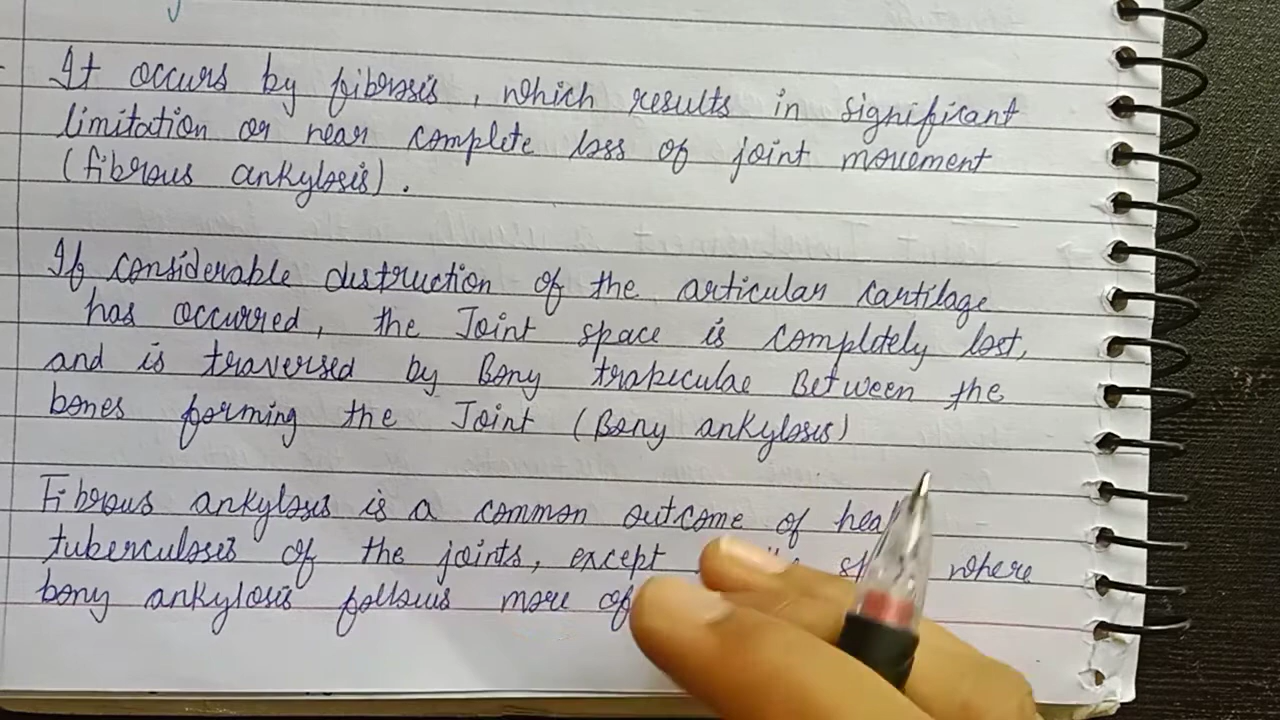 It occurs by fibrosis, which results in significant
limitation or near complete loss of joint movement
(fibrous ankylosis).
If considerable distruction of the articular cartilage
has occurred, the Joint space is completely lost,
and is traversed by Bony trabeculae Between the
bones forming the Joint (Bony ankylosis)
Fibrous ankylosis is a common outcome of
tuberculoses of the joints, except where
bony ankylosis follows more